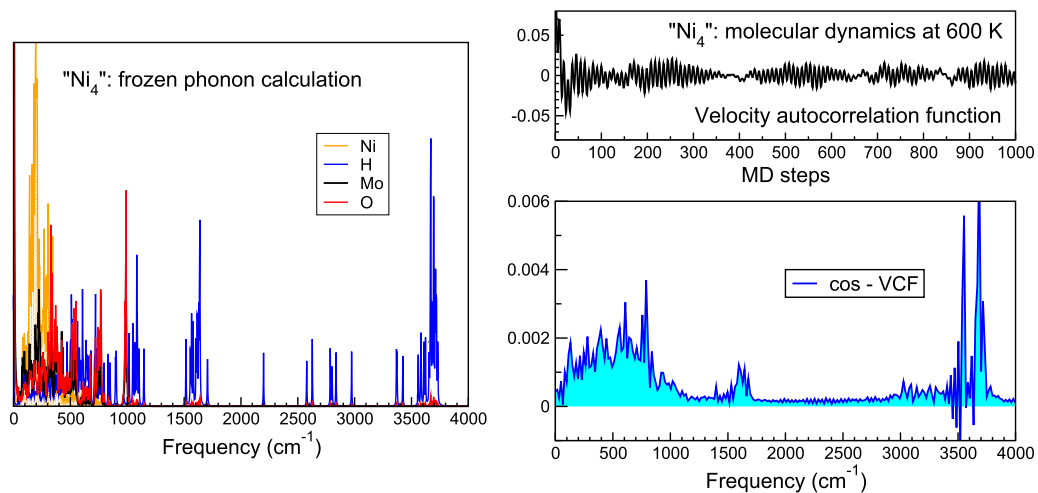 "Ni4": frozen phonon calculation
Ni
H
Mo
O
0 500 1000 1500 2000 2500 3000 3500 4000
Frequency (cm-1)
"Ni4": molecular dynamics at 600 K
0.05
0
-0.05
Velocity autocorrelation function
0 100 200 300 400 500 600 700 800 900 1000
MD steps
0.006
0.004
0.002
0
cos - VCF
0 500 1000 1500 2000 2500 3000 3500 4000
Frequency (cm-1)